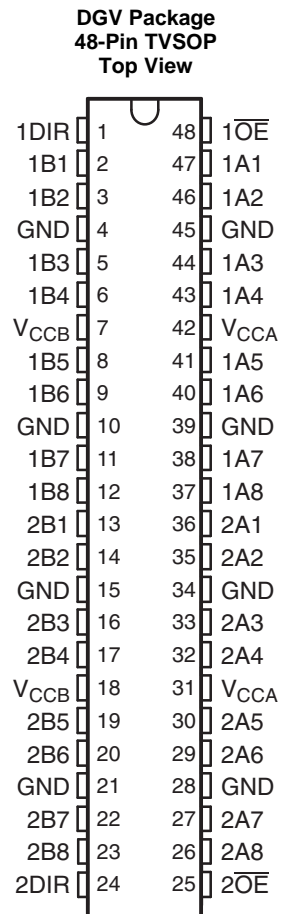 DGV Package
48-Pin TVSOP
Top View
1DIR 1 48 1O̅E̅
1B1 2 47 1A1
1B2 3 46 1A2
GND 4 45 GND
1B3 5 44 1A3
1B4 6 43 1A4
VCCB 7 42 VCCA
1B5 8 41 1A5
1B6 9 40 1A6
GND 10 39 GND
1B7 11 38 1A7
1B8 12 37 1A8
2B1 13 36 2A1
2B2 14 35 2A2
GND 15 34 GND
2B3 16 33 2A3
2B4 17 32 2A4
VCCB 18 31 VCCA
2B5 19 30 2A5
2B6 20 29 2A6
GND 21 28 GND
2B7 22 27 2A7
2B8 23 26 2A8
2DIR 24 25 2O̅E̅